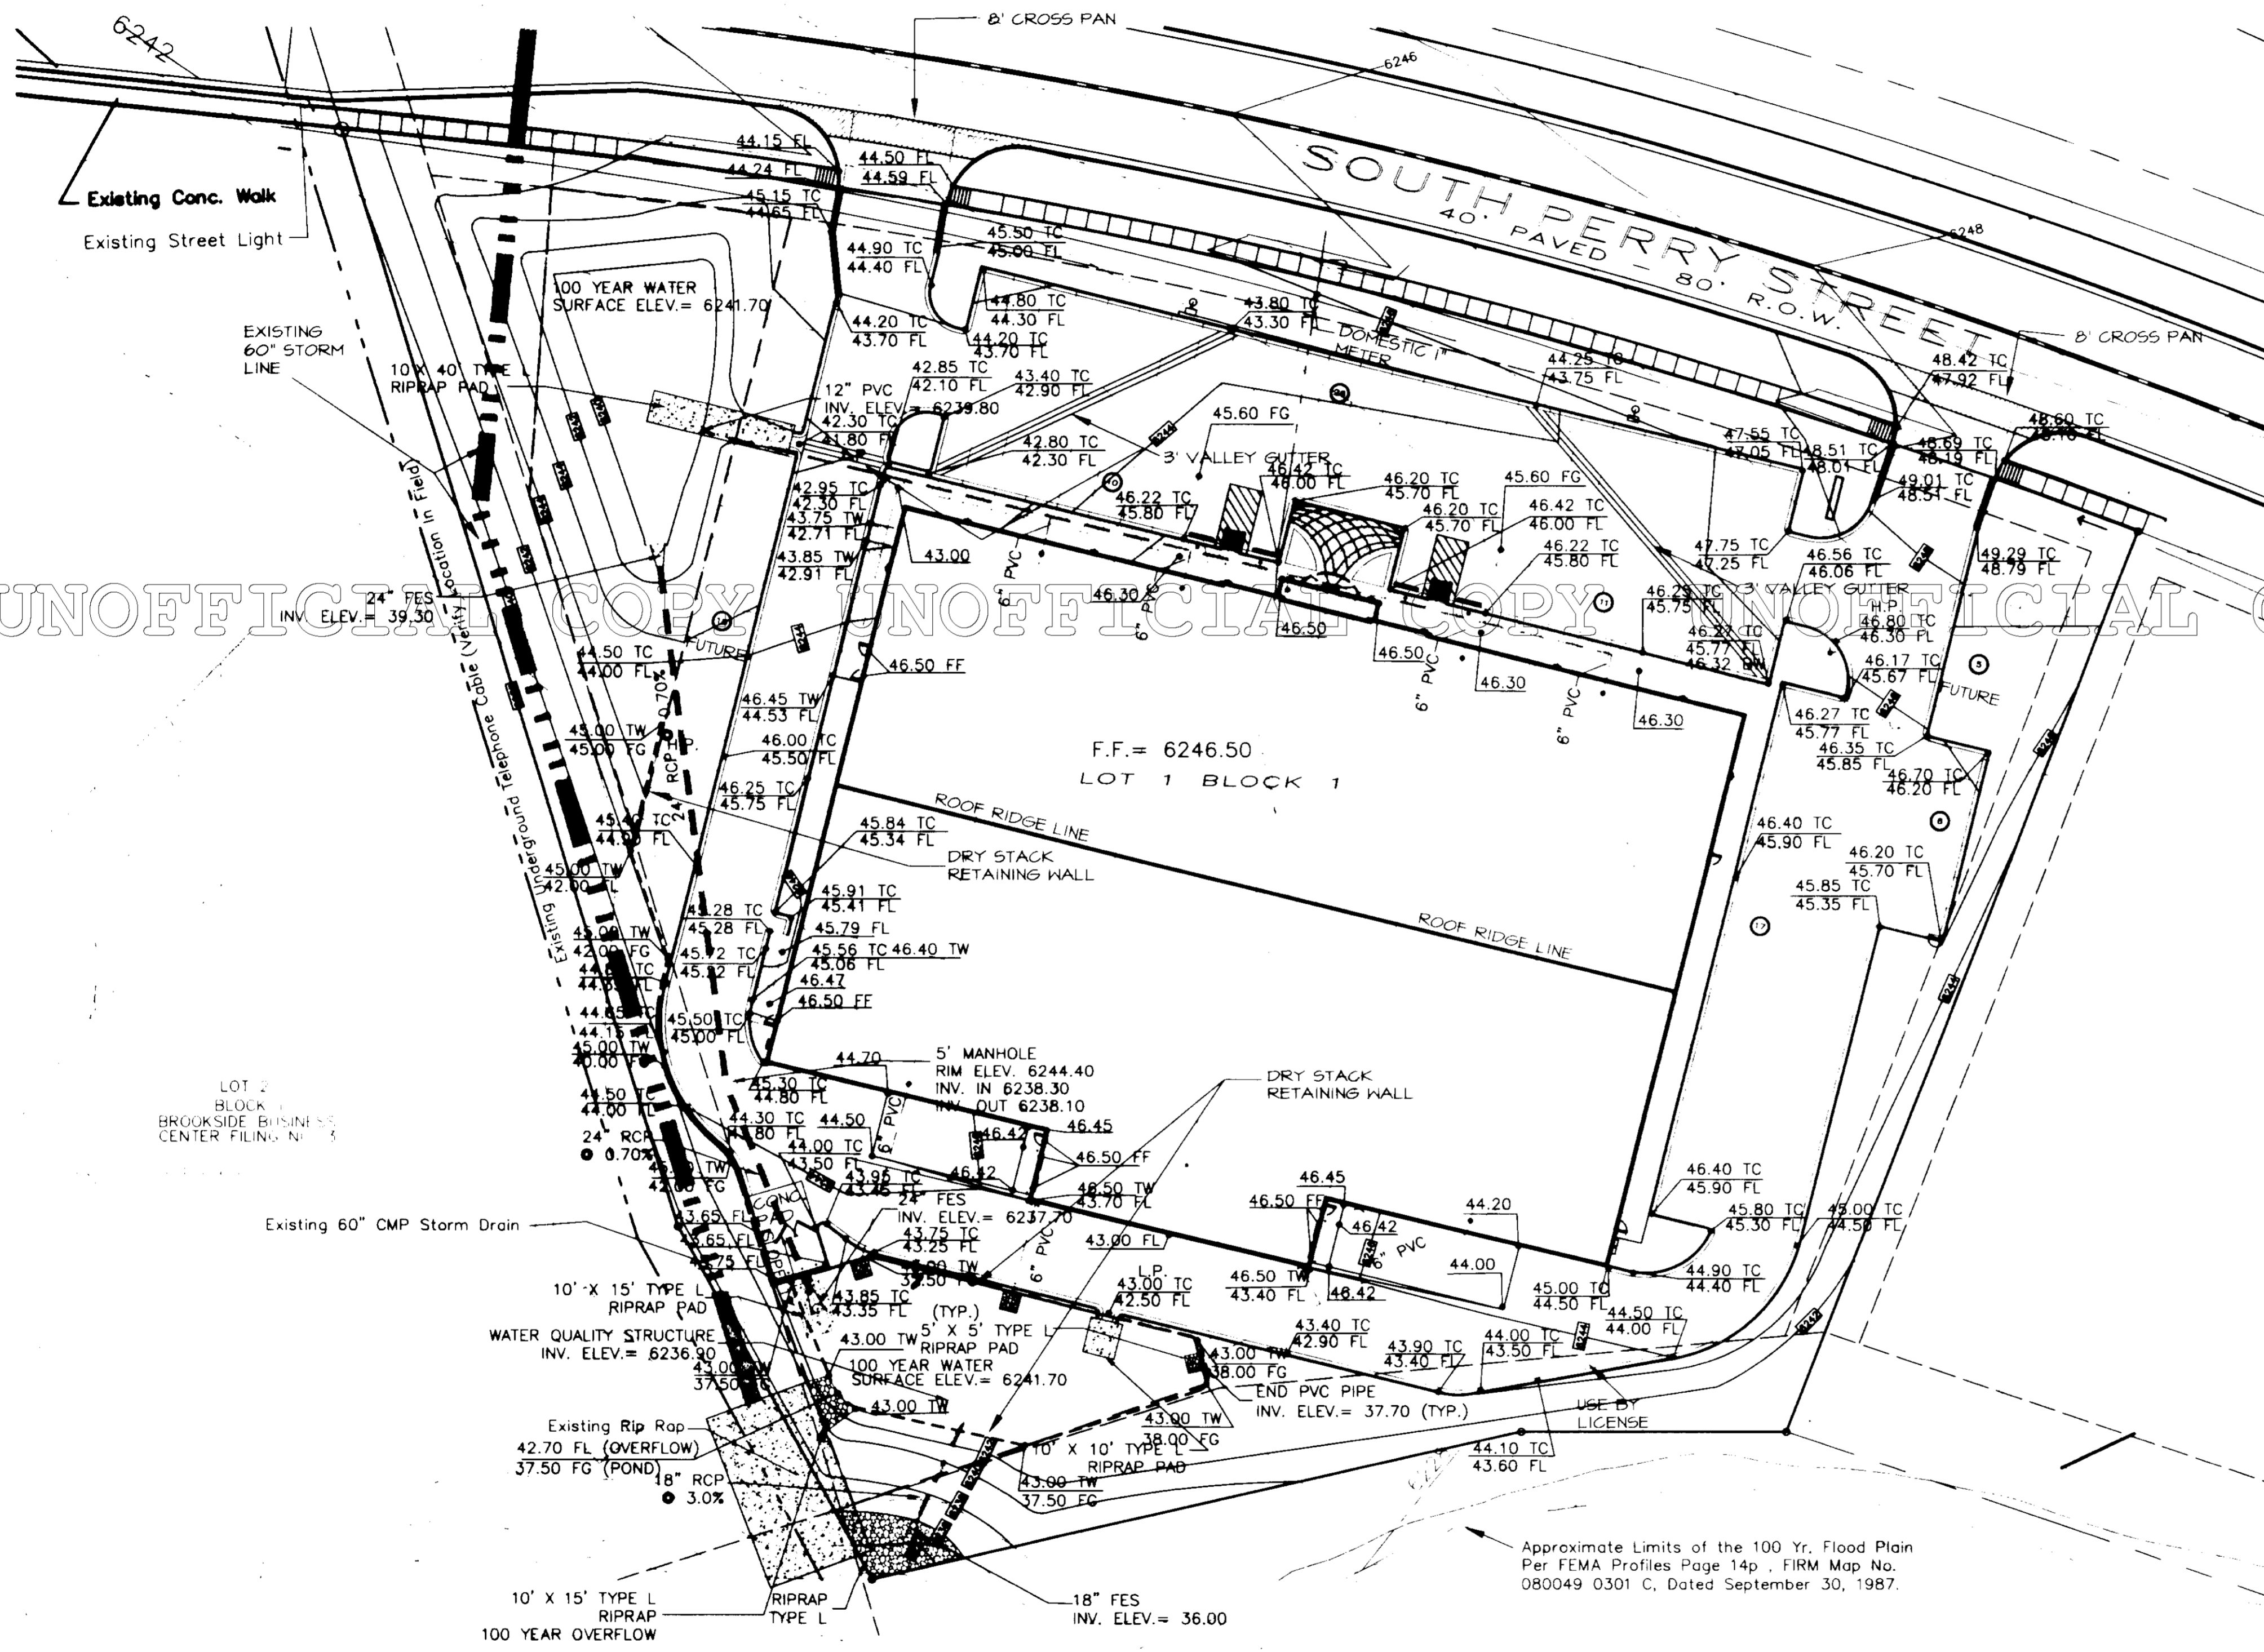 8' CROSS PAN
6242
6246
SOUTH PERRY STREET
40' PAVED – 80' R.O.W.
6248
8' CROSS PAN
Existing Conc. Walk
Existing Street Light
44.15 FL
44.24 FL
44.50 FL
44.59 FL
45.15 TC
44.65 FL
44.90 TC
44.40 FL
45.50 TC
45.00 FL
100 YEAR WATER
SURFACE ELEV.= 6241.70
44.80 TC
44.30 FL
44.20 TC
43.70 FL
44.20 TC
43.70 FL
43.80 TC
43.30 FL
DOMESTIC 1"
METER
44.25 TC
43.75 FL
48.42 TC
47.92 FL
EXISTING
60" STORM
LINE
10 X 40' TYPE L
RIPRAP PAD
12" PVC
INV. ELEV.= 6239.80
42.85 TC
42.10 FL
43.40 TC
42.90 FL
42.30 TC
41.80 FL
42.80 TC
42.30 FL
45.60 FG
3' VALLEY GUTTER
46.42 TC
46.00 FL
46.20 TC
45.70 FL
45.60 FG
47.55 TC
47.05 FL
48.51 TC
48.01 FL
48.60 TC
48.69 TC
48.19 FL
49.01 TC
48.51 FL
42.95 TC
42.30 FL
43.75 TW
42.71 FL
43.85 TW
42.91 FL
43.00
46.22 TC
45.80 FL
46.20 TC
45.70 FL
46.42 TC
46.00 FL
46.22 TC
45.80 FL
47.75 TC
47.25 FL
46.56 TC
46.06 FL
49.29 TC
48.79 FL
UNOFFICIAL COPY UNOFFICIAL COPY UNOFFICIAL
24" FES
INV. ELEV.= 39.30
6" PVC
46.30
6" PVC
46.50
46.50
6" PVC
46.30
6" PVC
46.30
46.29 TC
45.75 FL
3' VALLEY GUTTER
H.P.
46.80 TC
46.30 FL
46.27 TC
45.77 FL
46.17 TC
45.67 FL
FUTURE
FUTURE
44.50 TC
44.00 FL
46.50 FF
46.45 TW
44.53 FL
45.00 TW
45.00 FG
H.P.
46.00 TC
45.50 FL
46.25 TC
45.75 FL
F.F.= 6246.50
LOT 1 BLOCK 1
46.27 TC
45.77 FL
46.35 TC
45.85 FL
46.70 TC
46.20 FL
Existing Underground Telephone Cable (Verify Location In Field)
ROOF RIDGE LINE
45.84 TC
45.34 FL
DRY STACK
RETAINING WALL
46.40 TC
45.90 FL
46.20 TC
45.70 FL
45.85 TC
45.35 FL
45.00 TW
42.00 FL
45.91 TC
45.41 FL
45.28 TC
45.28 FL
45.79 FL
45.56 TC 46.40 TW
45.06 FL
ROOF RIDGE LINE
42.00 FG
45.72 TC
45.22 FL
46.47
46.50 FF
45.50 TC
45.00 FL
45.00 TW
44.70
5' MANHOLE
RIM ELEV. 6244.40
INV. IN 6238.30
INV. OUT 6238.10
DRY STACK
RETAINING WALL
LOT 2
BLOCK
BROOKSIDE BUSINESS
CENTER FILING
45.30 TC
44.80 FL
44.50 TC
44.00 FL
44.30 TC
43.80 FL
44.50
6" PVC
46.42
46.45
24" RCP
@ 0.70%
44.00 TC
43.50 FL
46.50 FF
46.42
43.95 TC
43.45 FL
46.50 TW
43.70 FL
24" FES
INV. ELEV.= 6237.70
46.45
46.50 FF
46.42
44.20
46.40 TC
45.90 FL
45.80 TC
45.30 FL
45.00 TC
44.50 FL
Existing 60" CMP Storm Drain
43.65 FL
43.65 FL
43.75 FL
43.75 TC
43.25 FL
6" PVC
43.00 FL
6" PVC
44.00
L.P.
43.00 TC
42.50 FL
46.50 TW
43.40 FL
46.42
45.00 TC
44.50 FL
44.90 TC
44.40 FL
10' X 15' TYPE L
RIPRAP PAD
43.85 TC
43.35 FL
(TYP.)
5' X 5' TYPE L
RIPRAP PAD
44.50 TC
44.00 FL
WATER QUALITY STRUCTURE
INV. ELEV.= 6236.90
43.00 TW
37.50 FG
43.00 TW
100 YEAR WATER
SURFACE ELEV.= 6241.70
43.40 TC
42.90 FL
43.90 TC
43.40 FL
44.00 TC
43.50 FL
43.00 TW
38.00 FG
END PVC PIPE
INV. ELEV.= 37.70 (TYP.)
USE BY
LICENSE
43.00 TW
43.00 TW
38.00 FG
Existing Rip Rap
42.70 FL (OVERFLOW)
37.50 FG (POND)
18" RCP
@ 3.0%
10' X 10' TYPE L
RIPRAP PAD
43.00 TW
37.50 FG
44.10 TC
43.60 FL
Approximate Limits of the 100 Yr. Flood Plain
Per FEMA Profiles Page 14p , FIRM Map No.
080049 0301 C, Dated September 30, 1987.
10' X 15' TYPE L
RIPRAP
100 YEAR OVERFLOW
RIPRAP
TYPE L
18" FES
INV. ELEV.= 36.00